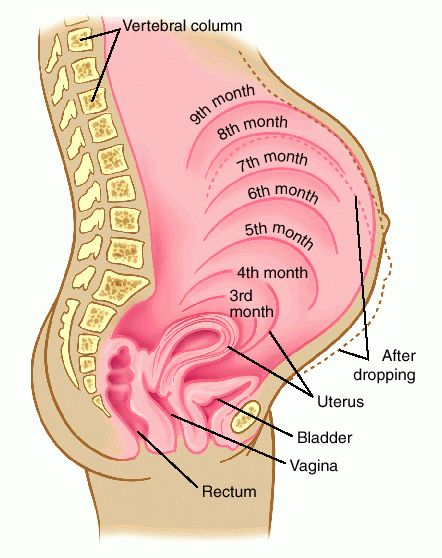 Vertebral column
9th month
8th month
7th month
6th month
5th month
4th month
3rd
month
After
dropping
Uterus
Bladder
Vagina
Rectum